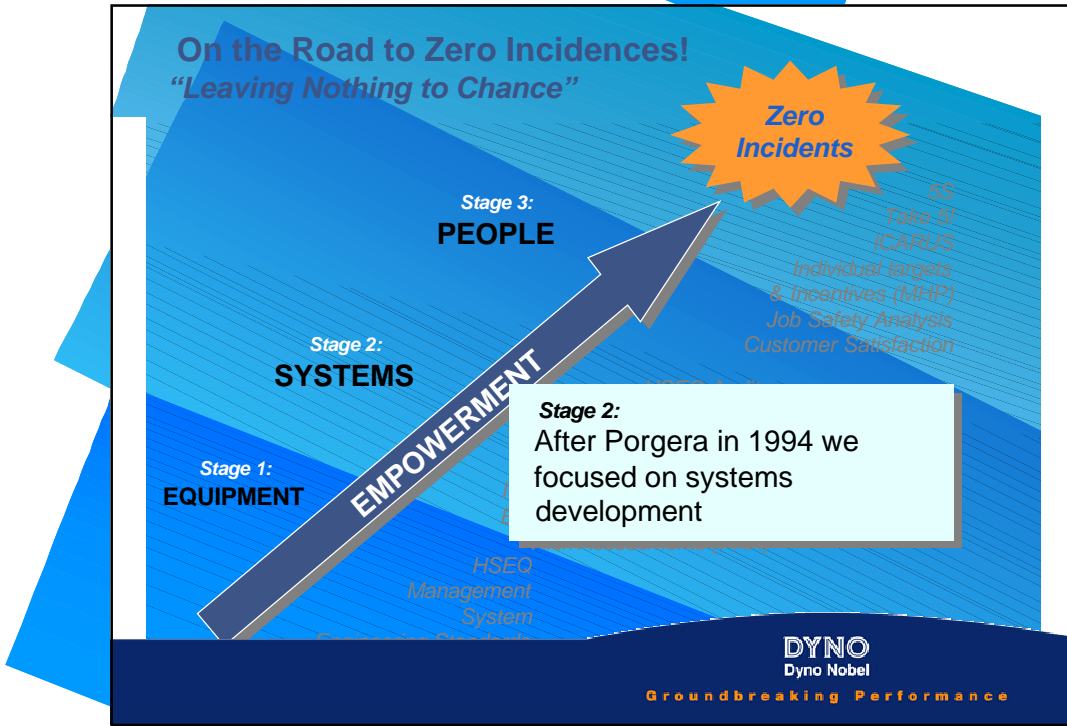 On the Road to Zero Incidences!
“Leaving Nothing to Chance”
Zero
Incidents
5S
Take 5!
ICARUS
Individual targets
& Incentives (MHP)
Job Safety Analysis
Customer Satisfaction
Stage 3:
PEOPLE
Stage 2:
SYSTEMS
Stage 1:
EQUIPMENT
EMPOWERMENT
Stage 2:
After Porgera in 1994 we
focused on systems
development
HSEQ
Management
System
Engineering Standards
DYNO
Dyno Nobel
Groundbreaking Performance